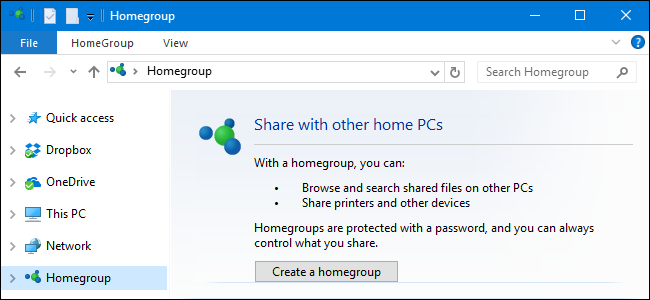 Homegroup
File HomeGroup View
Homegroup Search Homegroup
Quick access
Dropbox
OneDrive
This PC
Network
Homegroup
Share with other home PCs
With a homegroup, you can:
• Browse and search shared files on other PCs
• Share printers and other devices
Homegroups are protected with a password, and you can always
control what you share.
Create a homegroup